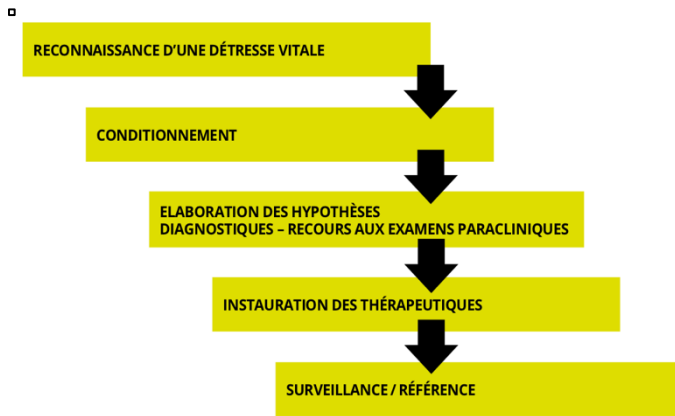 RECONNAISSANCE D’UNE DÉTRESSE VITALE
CONDITIONNEMENT
ELABORATION DES HYPOTHÈSES
DIAGNOSTIQUES – RECOURS AUX EXAMENS PARACLINIQUES
INSTAURATION DES THÉRAPEUTIQUES
SURVEILLANCE / RÉFÉRENCE